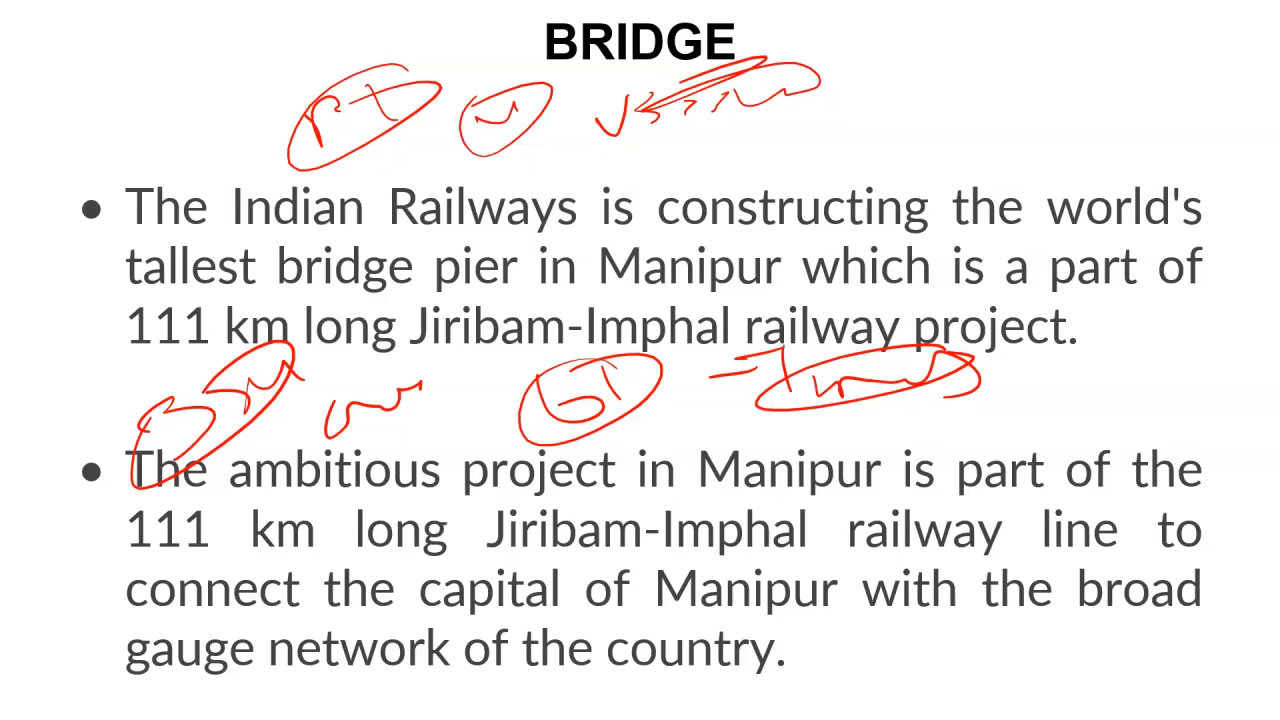 BRIDGE
• The Indian Railways is constructing the world's
tallest bridge pier in Manipur which is a part of
111 km long Jiribam-Imphal railway project.
• The ambitious project in Manipur is part of the
111 km long Jiribam-Imphal railway line to
connect the capital of Manipur with the broad
gauge network of the country.